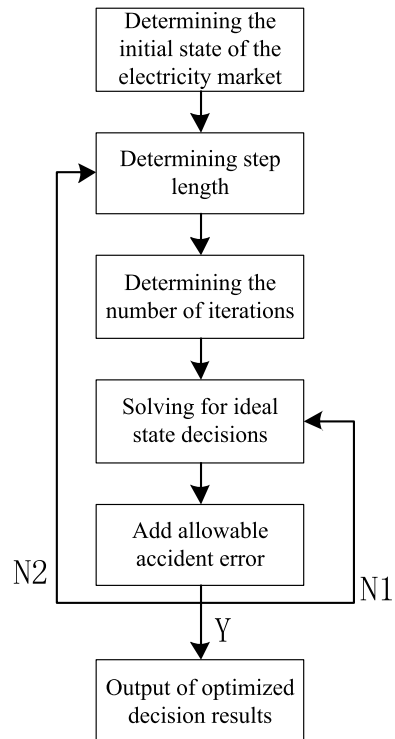 Determining the
initial state of the
electricity market
Determining step
length
Determining the
number of iterations
Solving for ideal
state decisions
Add allowable
accident error
N2
N1
Y
Output of optimized
decision results